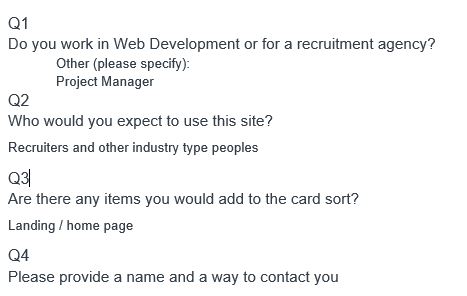 Q1
Do you work in Web Development or for a recruitment agency?
Other (please specify):
Project Manager
Q2
Who would you expect to use this site?
Recruiters and other industry type peoples
Q3
Are there any items you would add to the card sort?
Landing / home page
Q4
Please provide a name and a way to contact you